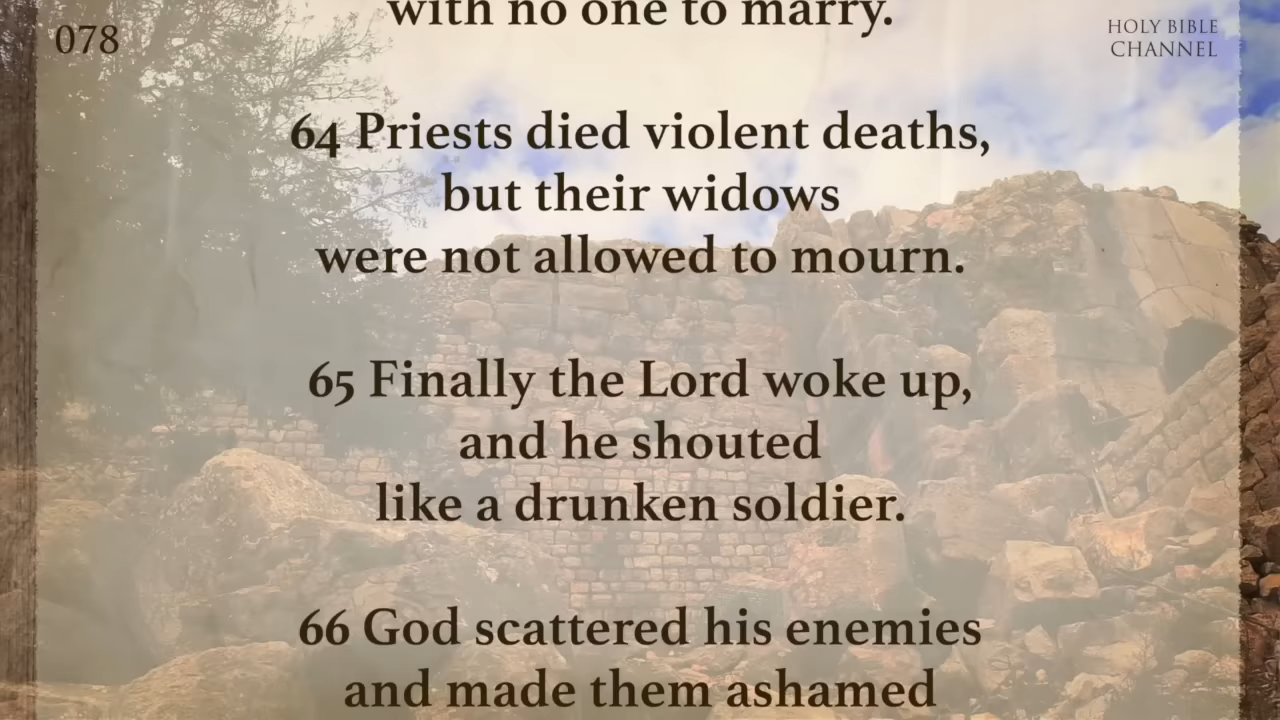 with no one to marry.
078
HOLY BIBLE
CHANNEL
64 Priests died violent deaths,
but their widows
were not allowed to mourn.
65 Finally the Lord woke up,
and he shouted
like a drunken soldier.
66 God scattered his enemies
and made them ashamed